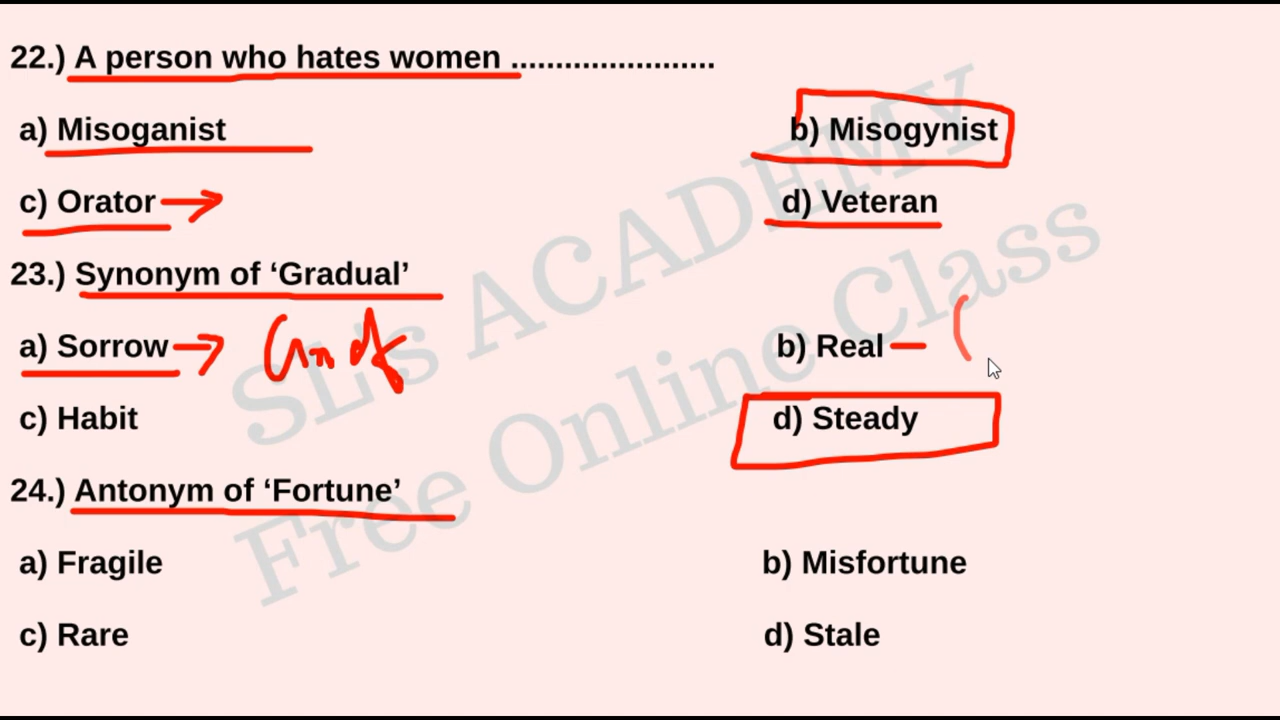 22.) A person who hates women .......................
a) Misoganist b) Misogynist
c) Orator d) Veteran
23.) Synonym of ‘Gradual’
a) Sorrow b) Real
c) Habit d) Steady
24.) Antonym of ‘Fortune’
a) Fragile b) Misfortune
c) Rare d) Stale
SL's ACADEMY
Free Online Class